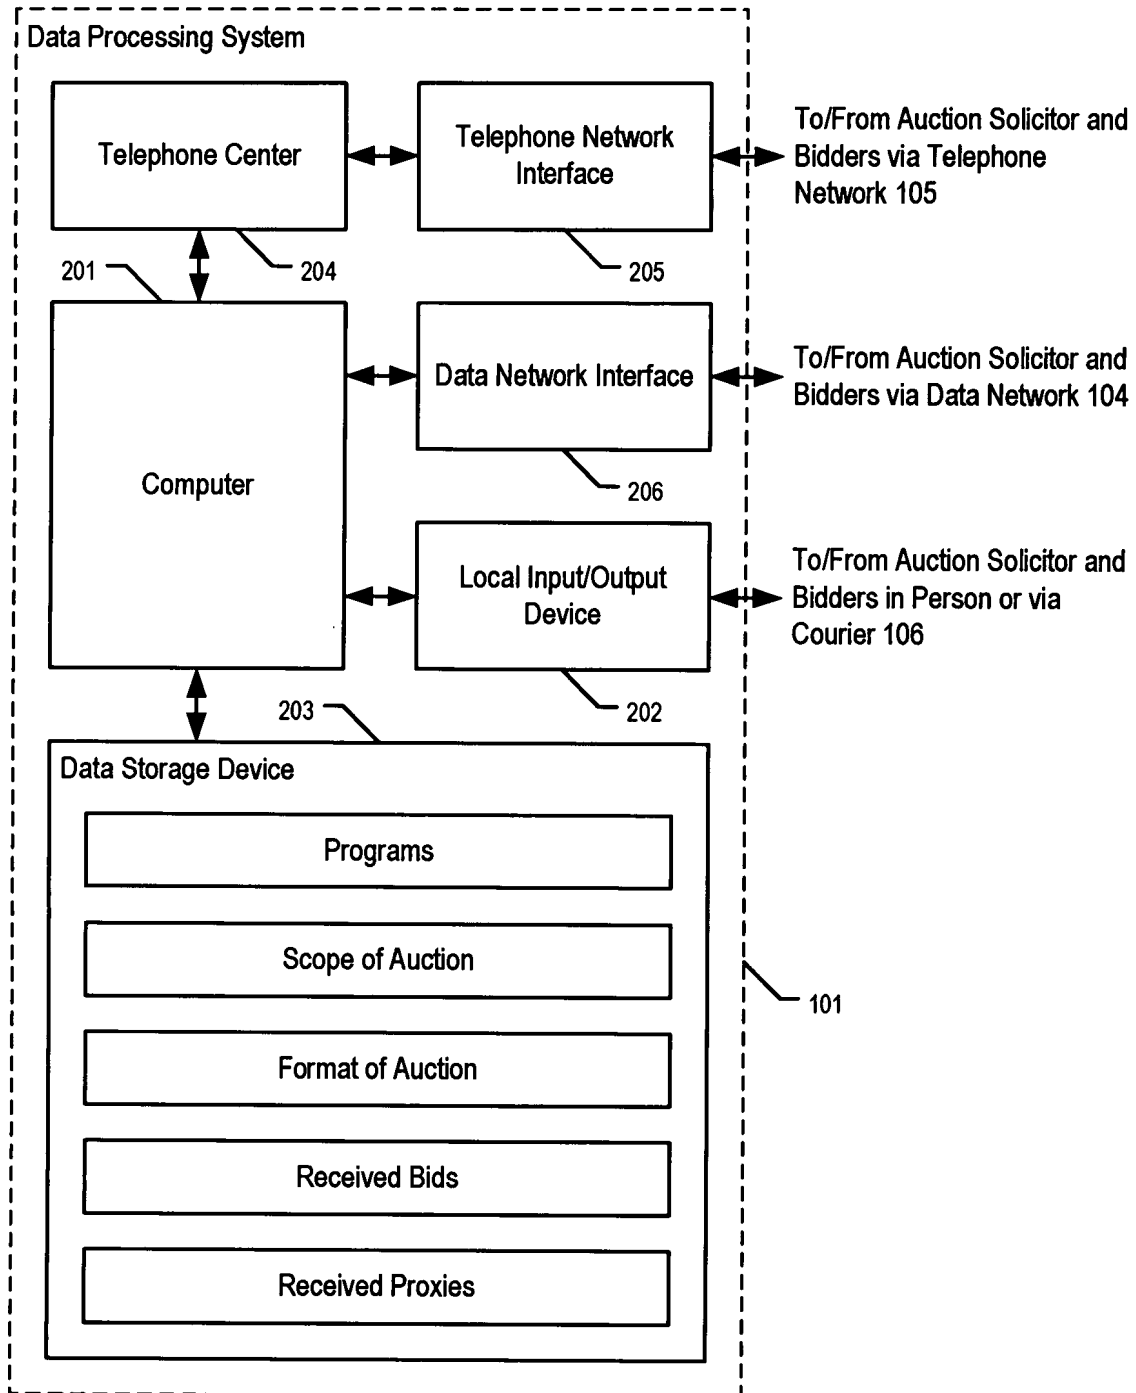 Data Processing System
Telephone Center
Telephone Network
Interface
To/From Auction Solicitor and
Bidders via Telephone
Network 105
201
204
205
Computer
Data Network Interface
To/From Auction Solicitor and
Bidders via Data Network 104
206
Local Input/Output
Device
To/From Auction Solicitor and
Bidders in Person or via
Courier 106
203
202
Data Storage Device
Programs
Scope of Auction
101
Format of Auction
Received Bids
Received Proxies